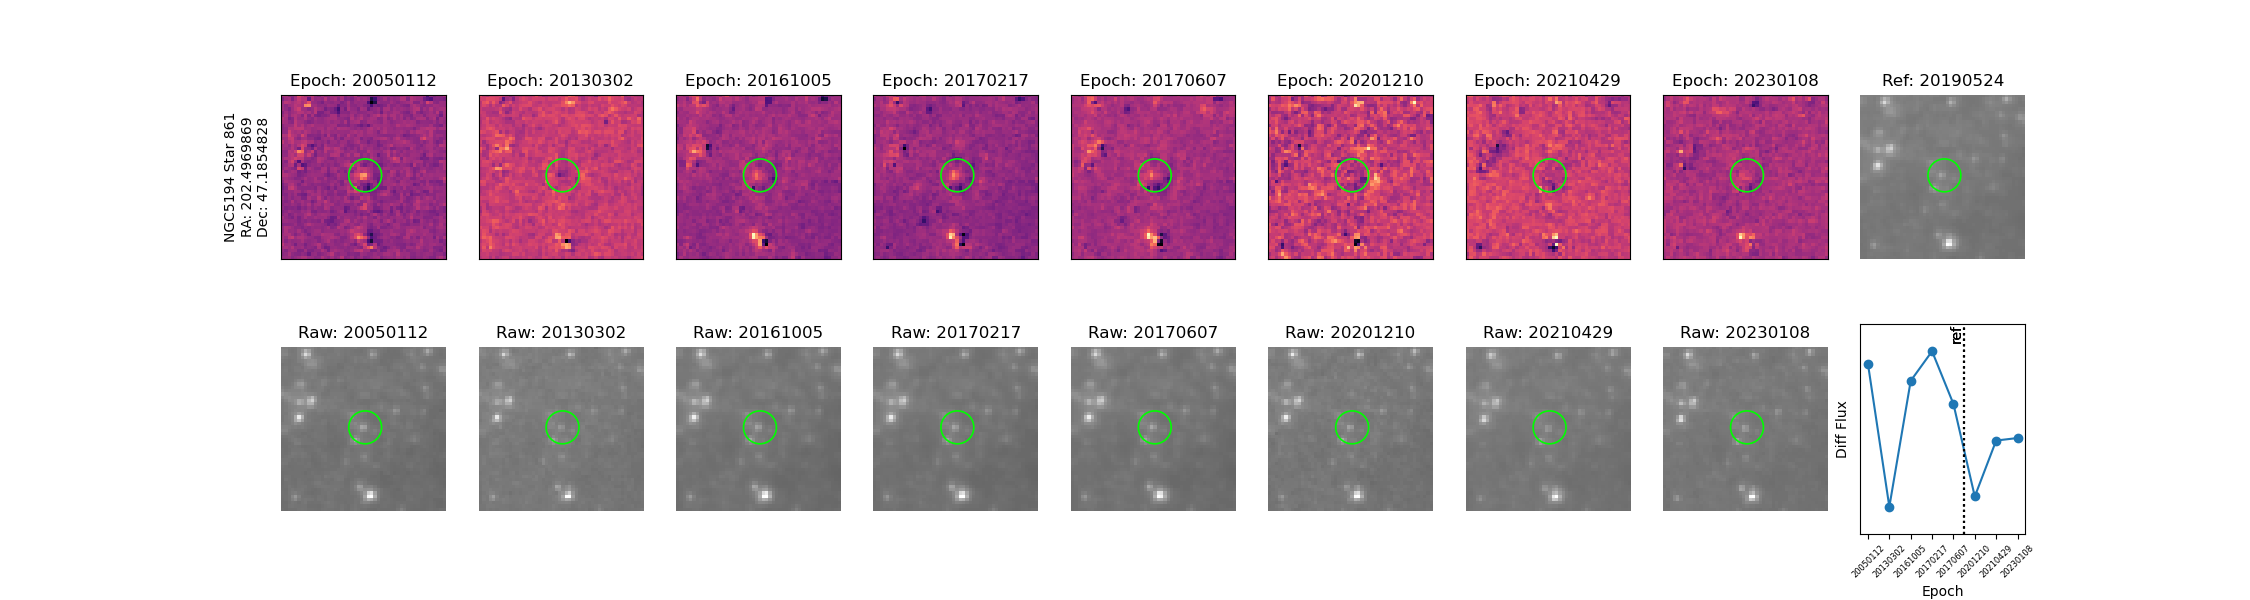 NGC5194 Star 861
RA: 202.4969869
Dec: 47.1854828
Epoch: 20050112
Epoch: 20130302
Epoch: 20161005
Epoch: 20170217
Epoch: 20170607
Epoch: 20201210
Epoch: 20210429
Epoch: 20230108
Ref: 20190524
Raw: 20050112
Raw: 20130302
Raw: 20161005
Raw: 20170217
Raw: 20170607
Raw: 20201210
Raw: 20210429
Raw: 20230108
ref
Diff Flux
20050112
20130302
20161005
20170217
20170607
20201210
20210429
20230108
Epoch